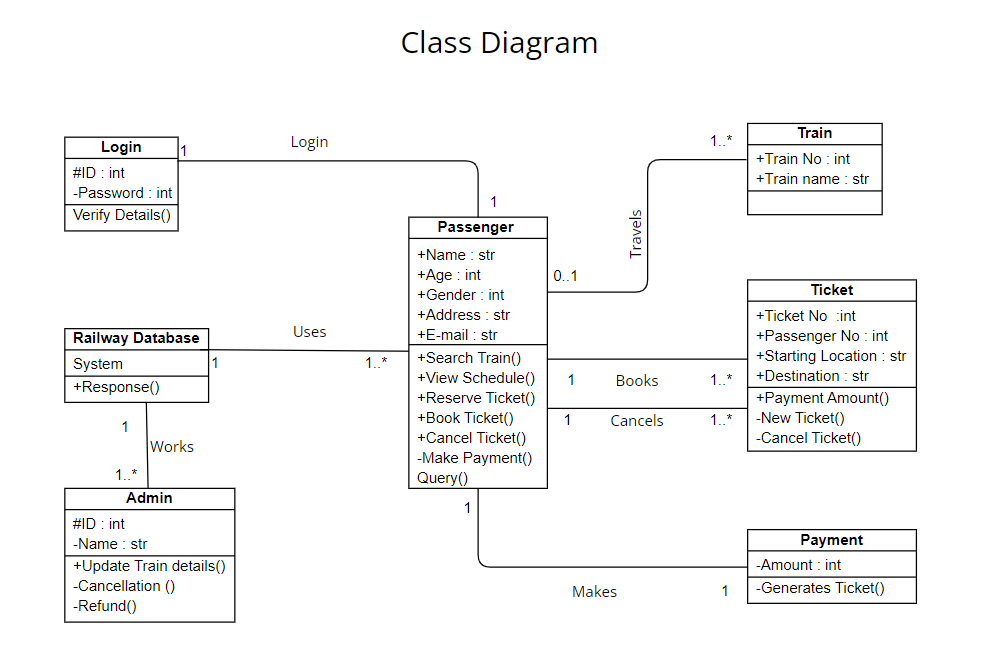 Class Diagram
Login
#ID : int
-Password : int
Verify Details()
1
Login
1
Passenger
+Name : str
+Age : int
+Gender : int
+Address : str
+E-mail : str
+Search Train()
+View Schedule()
+Reserve Ticket()
+Book Ticket()
+Cancel Ticket()
-Make Payment()
Query()
0..1
Travels
1..*
Train
+Train No : int
+Train name : str
Railway Database
System
+Response()
1
Uses
1..*
1
Works
1..*
Admin
#ID : int
-Name : str
+Update Train details()
-Cancellation ()
-Refund()
1
Books
1..*
1
Cancels
1..*
Ticket
+Ticket No :int
+Passenger No : int
+Starting Location : str
+Destination : str
+Payment Amount()
-New Ticket()
-Cancel Ticket()
1
Makes
1
Payment
-Amount : int
-Generates Ticket()